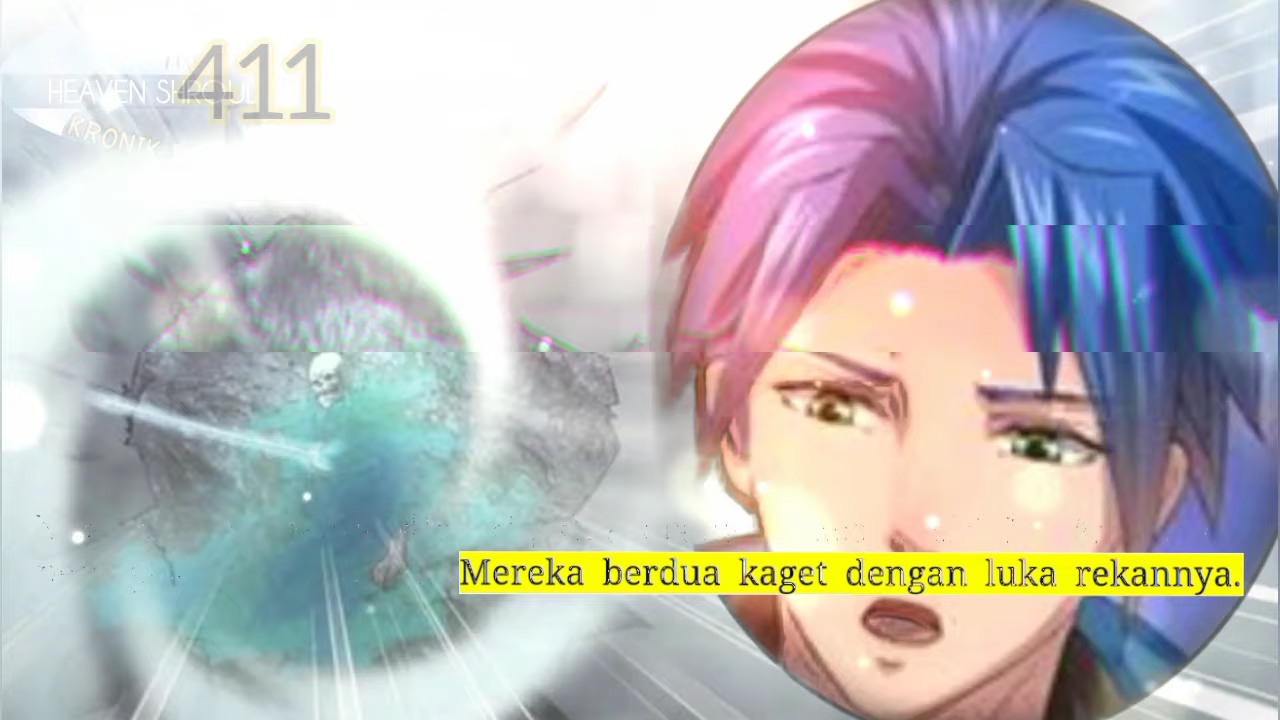 411
HEAVEN SHROUD
KRONIK
Mereka berdua kaget dengan luka rekannya.